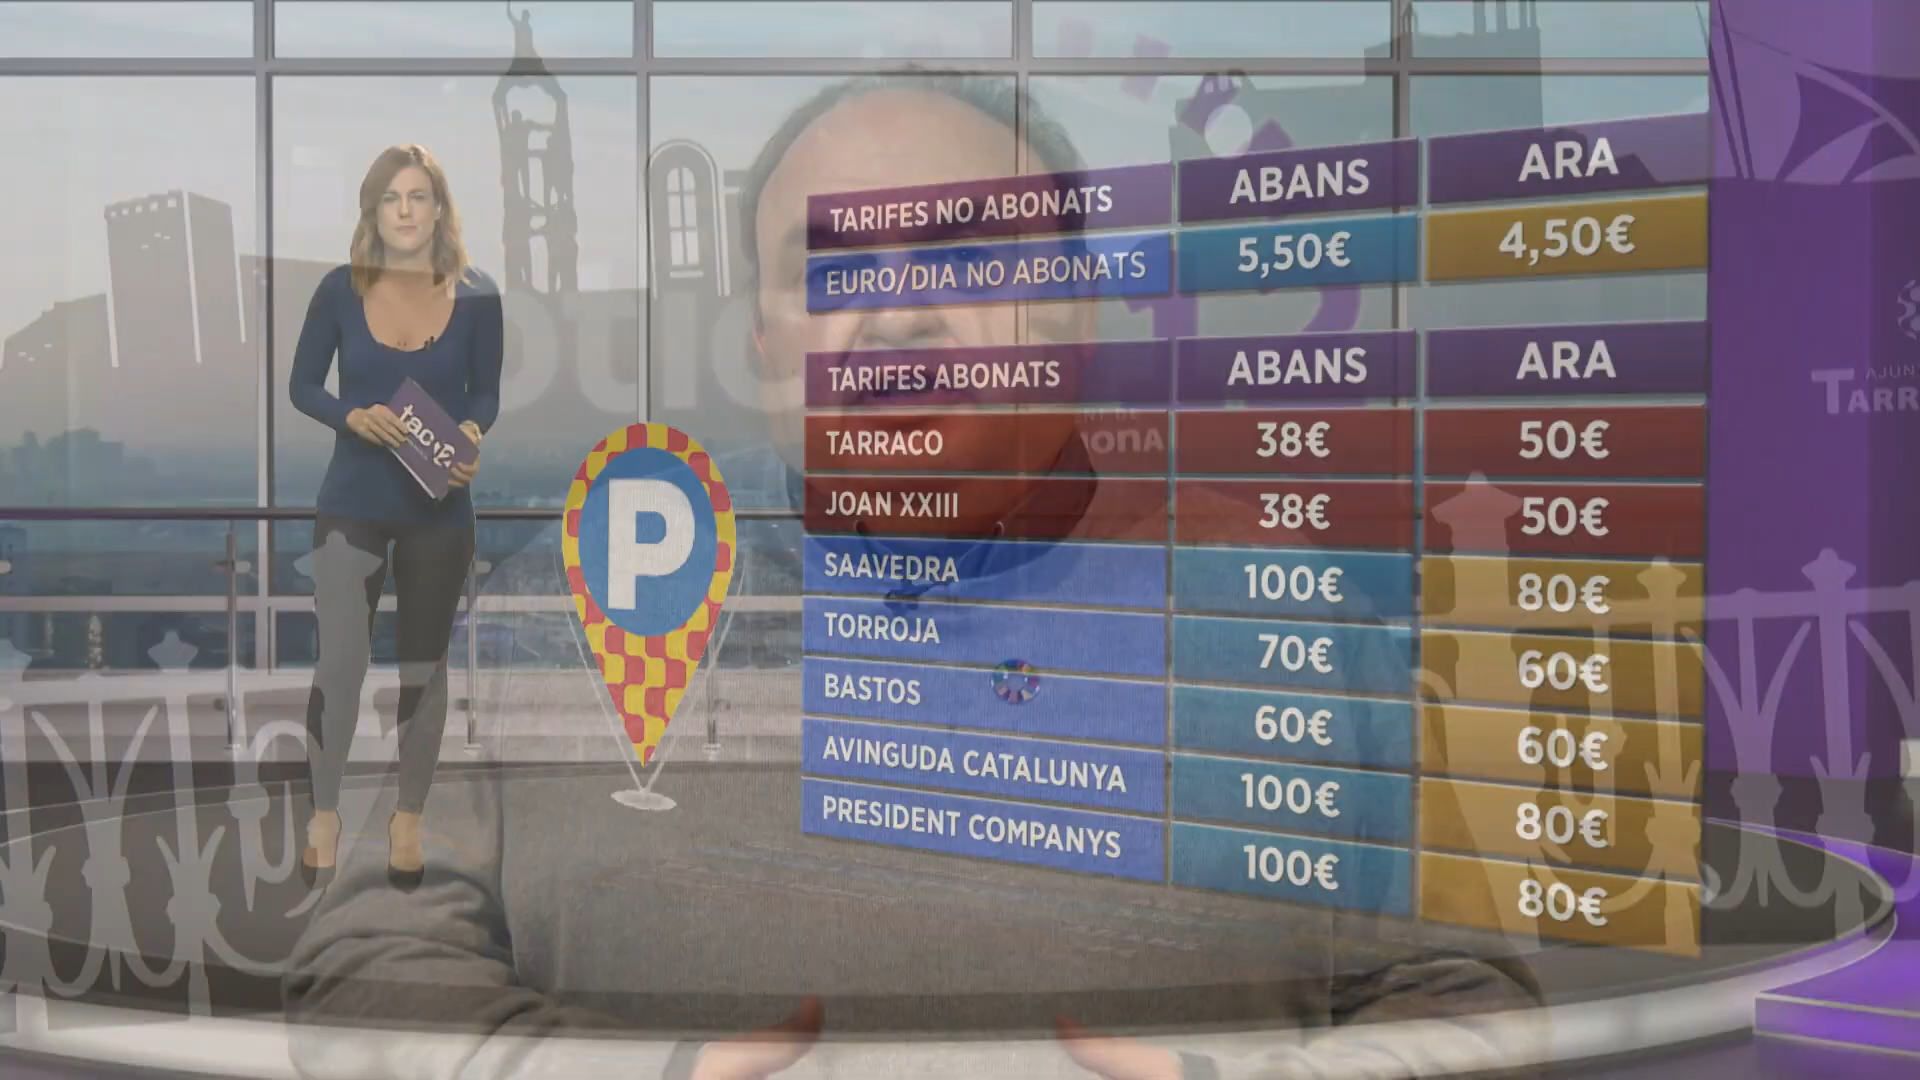 TARIFES NO ABONATS ABANS ARA
EURO/DIA NO ABONATS 5,50€ 4,50€
TARIFES ABONATS ABANS ARA
TARRACO 38€ 50€
JOAN XXIII 38€ 50€
SAAVEDRA 100€ 80€
TORROJA 70€ 60€
BASTOS 60€ 60€
AVINGUDA CATALUNYA 100€ 80€
PRESIDENT COMPANYS 100€ 80€
P
tac12
12